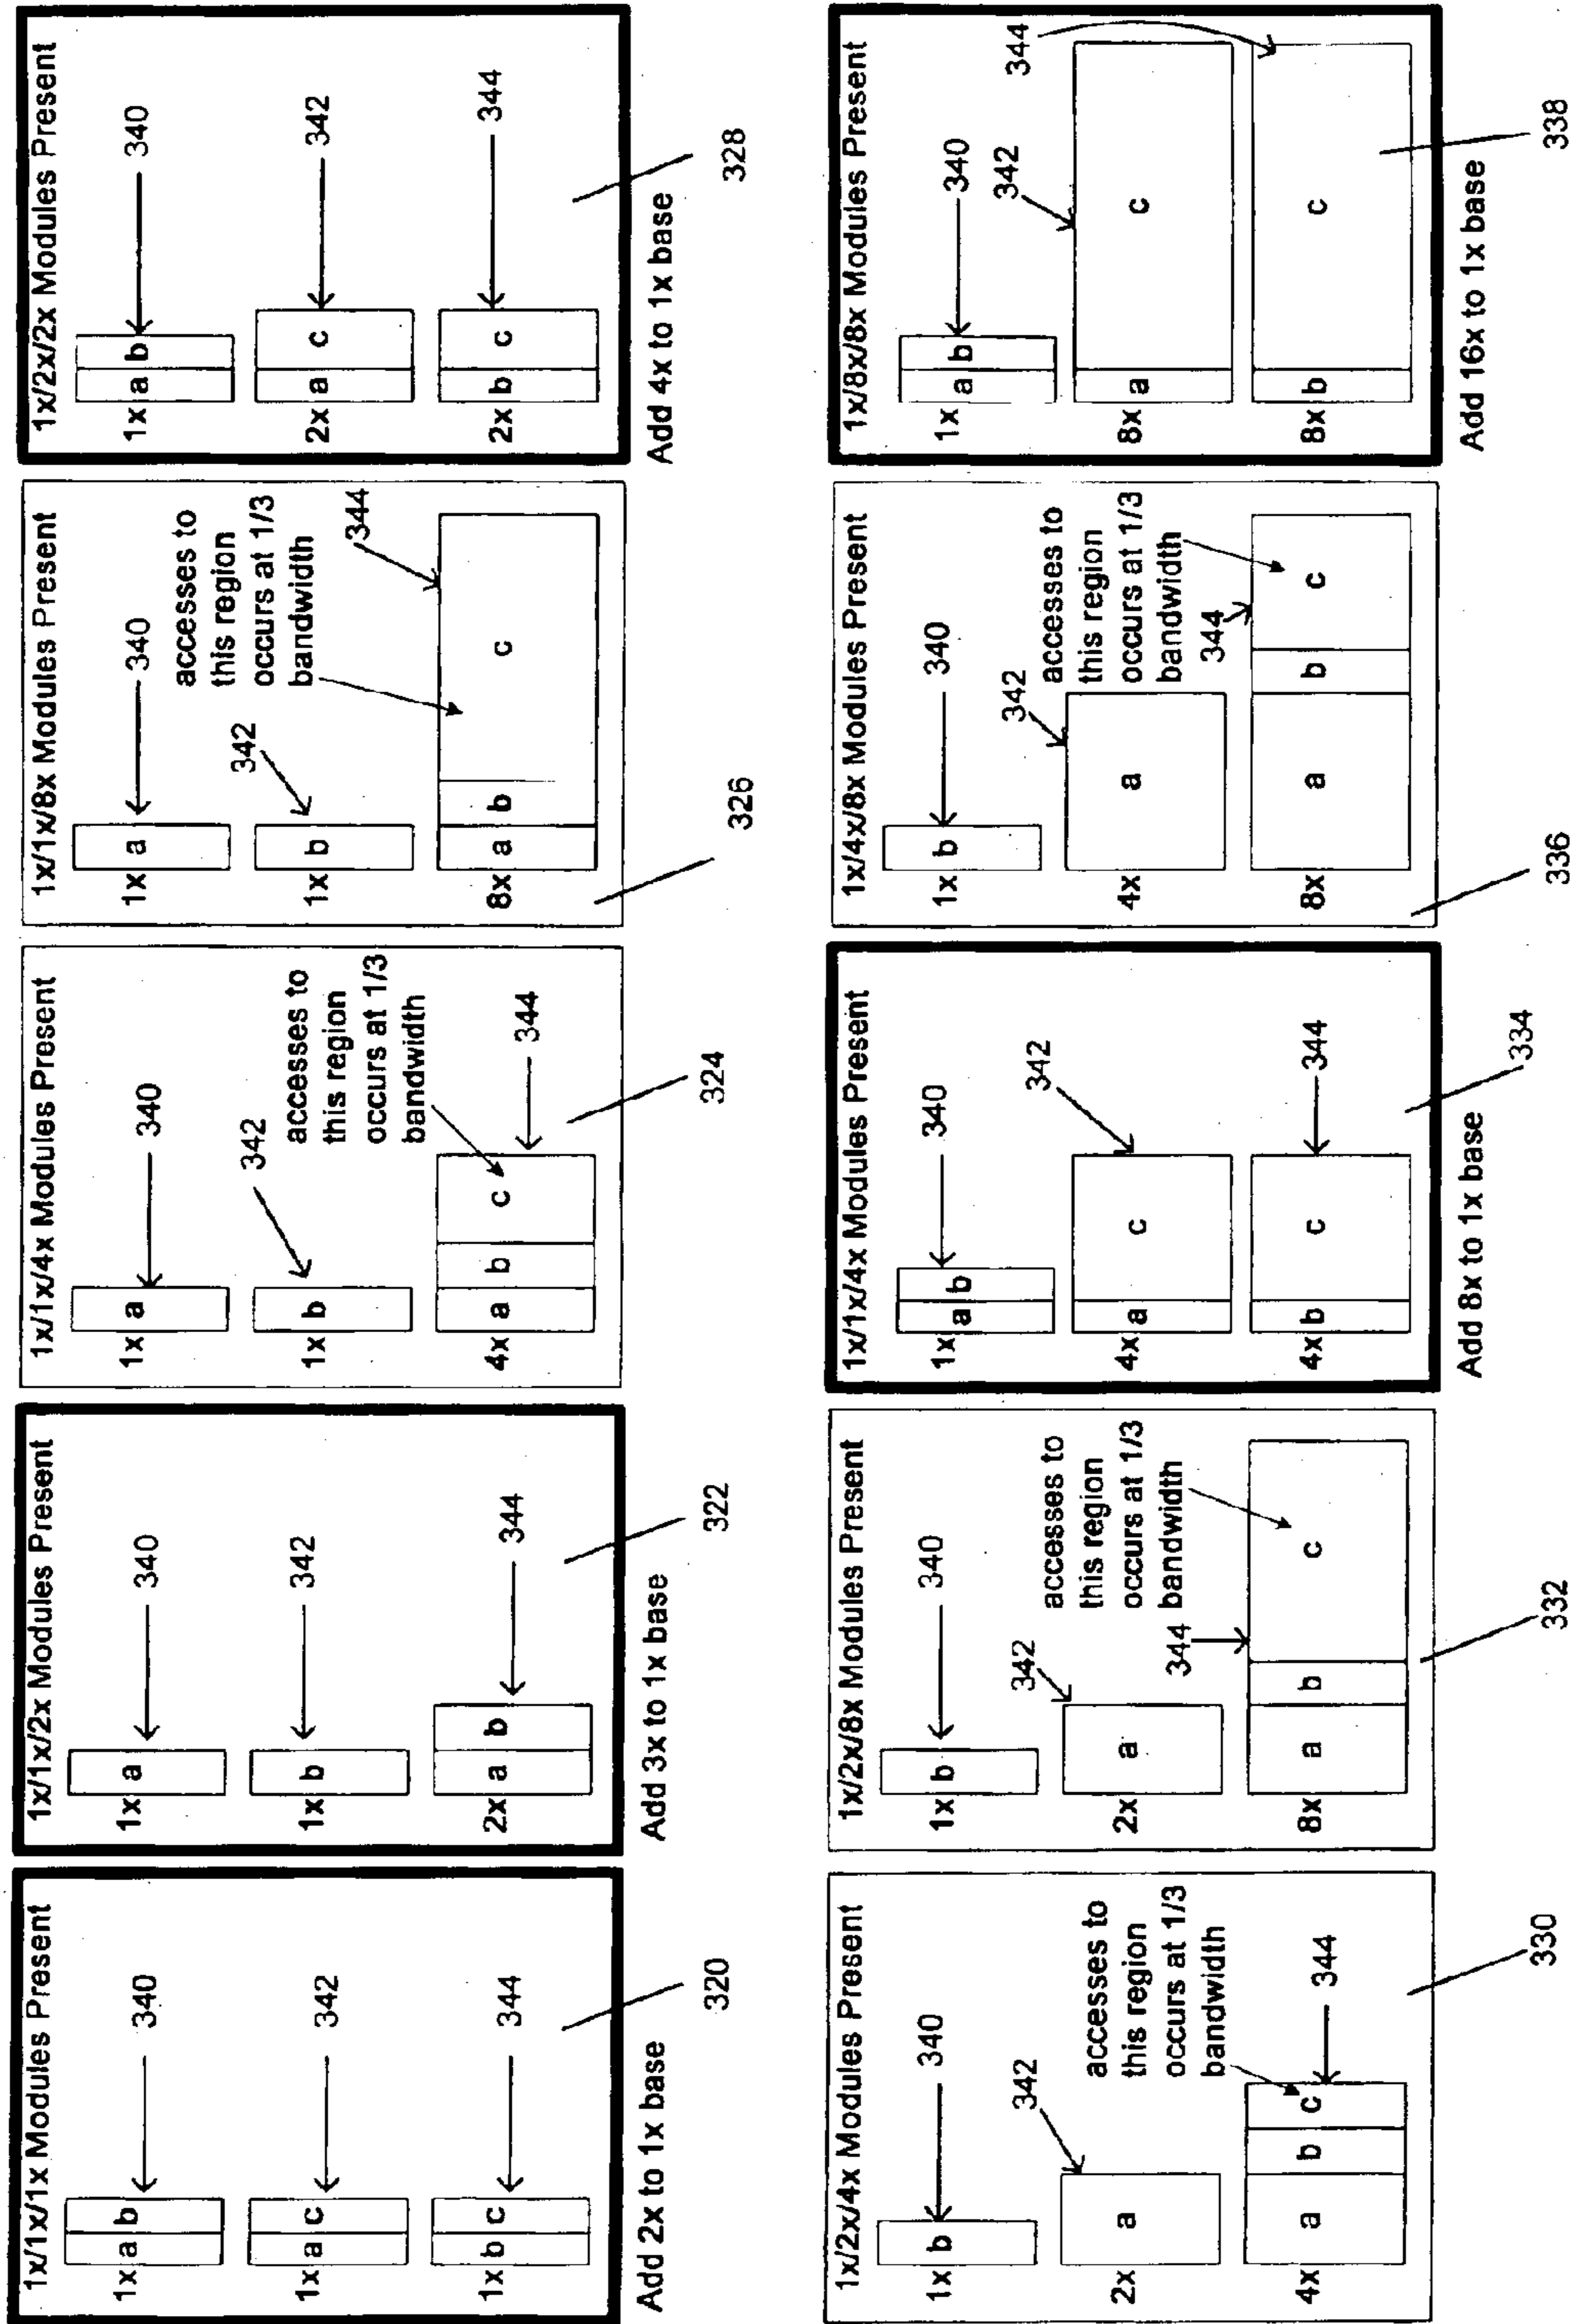 1x/1x/1x Modules Present
1x a b 340
1x a c 342
1x b c 344
320
Add 2x to 1x base
1x/1x/2x Modules Present
1x a 340
1x b 342
2x a b 344
322
Add 3x to 1x base
1x/1x/4x Modules Present
1x a 340
342
1x b
accesses to
this region
occurs at 1/3
bandwidth
4x a b c 344
324
1x/1x/8x Modules Present
1x a 340
accesses to
this region
occurs at 1/3
bandwidth
342
1x b
344
8x a b c
326
1x/2x/2x Modules Present
1x a b 340
2x a c 342
2x b c 344
328
Add 4x to 1x base
1x/2x/4x Modules Present
1x b 340
342
2x a
accesses to
this region
occurs at 1/3
bandwidth
4x a b c 344
330
1x/2x/8x Modules Present
1x b 340
342
2x a
accesses to
this region
occurs at 1/3
bandwidth
344
8x a b c
332
1x/1x/4x Modules Present
1x a b 340
342
4x a c
4x b c 344
334
Add 8x to 1x base
1x/4x/8x Modules Present
1x b 340
342
4x a
accesses to
this region
occurs at 1/3
bandwidth
344
8x a b c
336
1x/8x/8x Modules Present
1x a b 340
342
344
8x a c
8x b c
338
Add 16x to 1x base